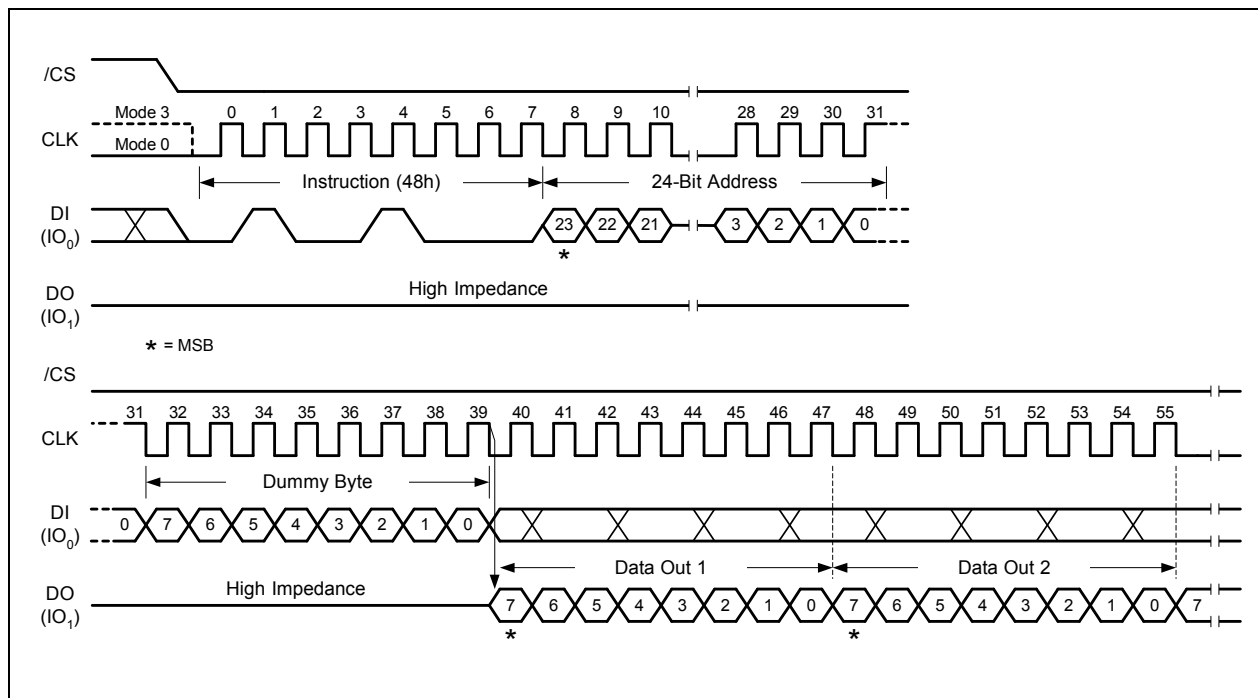 /CS
Mode 3 0 1 2 3 4 5 6 7 8 9 10 28 29 30 31
CLK
Mode 0
Instruction (48h) 24-Bit Address
DI
(IO0) 23 22 21 3 2 1 0
*
DO High Impedance
(IO1)
* = MSB
/CS
31 32 33 34 35 36 37 38 39 40 41 42 43 44 45 46 47 48 49 50 51 52 53 54 55
CLK
Dummy Byte
DI
(IO0) 0 7 6 5 4 3 2 1 0
Data Out 1 Data Out 2
DO High Impedance
(IO1) 7 6 5 4 3 2 1 0 7 6 5 4 3 2 1 0 7
* *